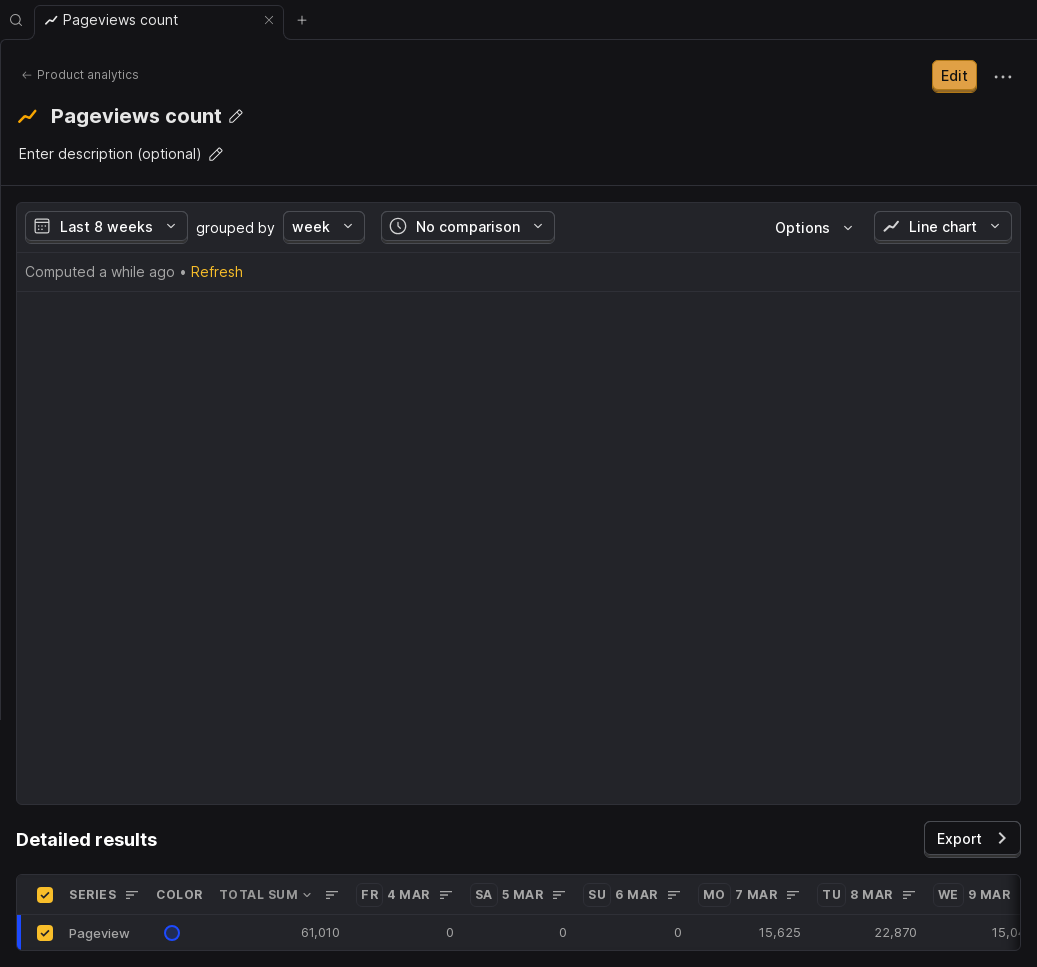 Pageviews count
Product analytics
Edit
Pageviews count
Enter description (optional)
Last 8 weeks grouped by week No comparison Options Line chart
Computed a while ago • Refresh
Detailed results
Export
SERIES COLOR TOTAL SUM FR 4 MAR SA 5 MAR SU 6 MAR MO 7 MAR TU 8 MAR WE 9 MAR
Pageview 61,010 0 0 0 15,625 22,870